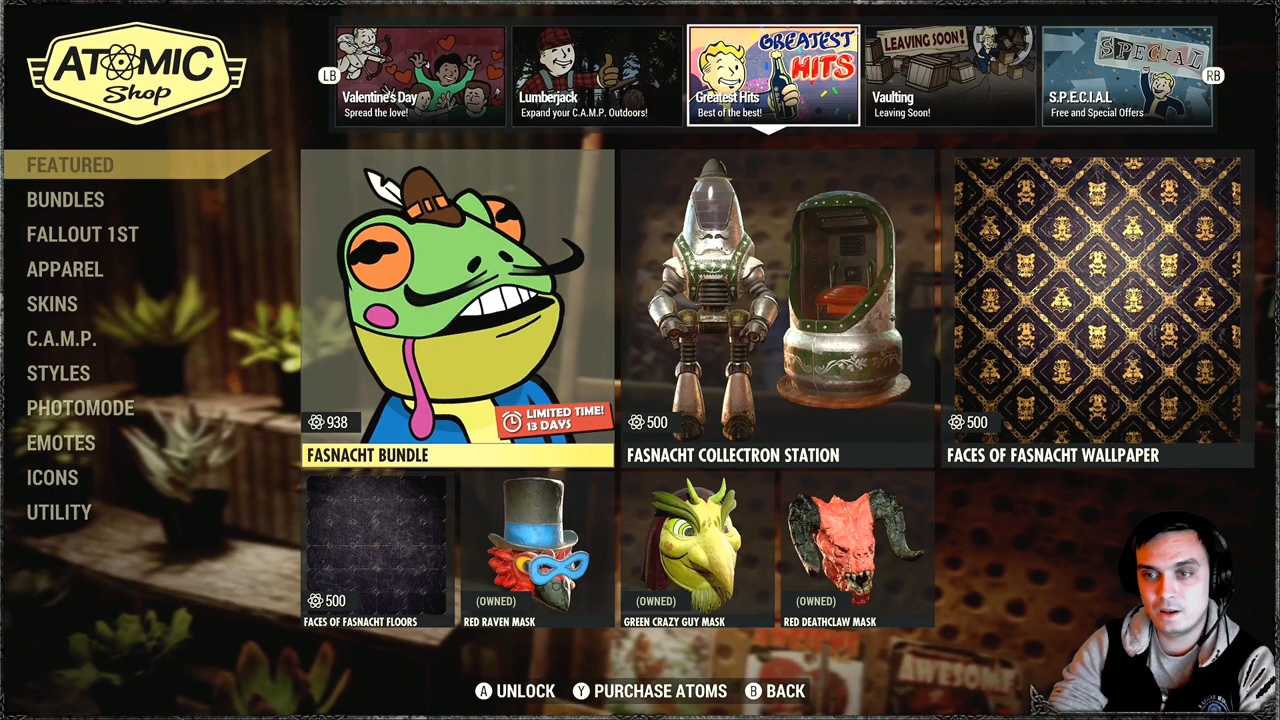 ATOMIC
Shop
LB
Valentine's Day
Spread the love!
Lumberjack
Expand your C.A.M.P. Outdoors!
GREATEST
HITS
Greatest Hits
Best of the best!
LEAVING SOON!
Vaulting
Leaving Soon!
SPECIAL
S.P.E.C.I.A.L
Free and Special Offers
RB
FEATURED
BUNDLES
FALLOUT 1ST
APPAREL
SKINS
C.A.M.P.
STYLES
PHOTOMODE
EMOTES
ICONS
UTILITY
938
LIMITED TIME!
13 DAYS
FASNACHT BUNDLE
500
FASNACHT COLLECTRON STATION
500
FACES OF FASNACHT WALLPAPER
500
FACES OF FASNACHT FLOORS
(OWNED)
RED RAVEN MASK
(OWNED)
GREEN CRAZY GUY MASK
(OWNED)
RED DEATHCLAW MASK
AWESOME
A UNLOCK
Y PURCHASE ATOMS
B BACK